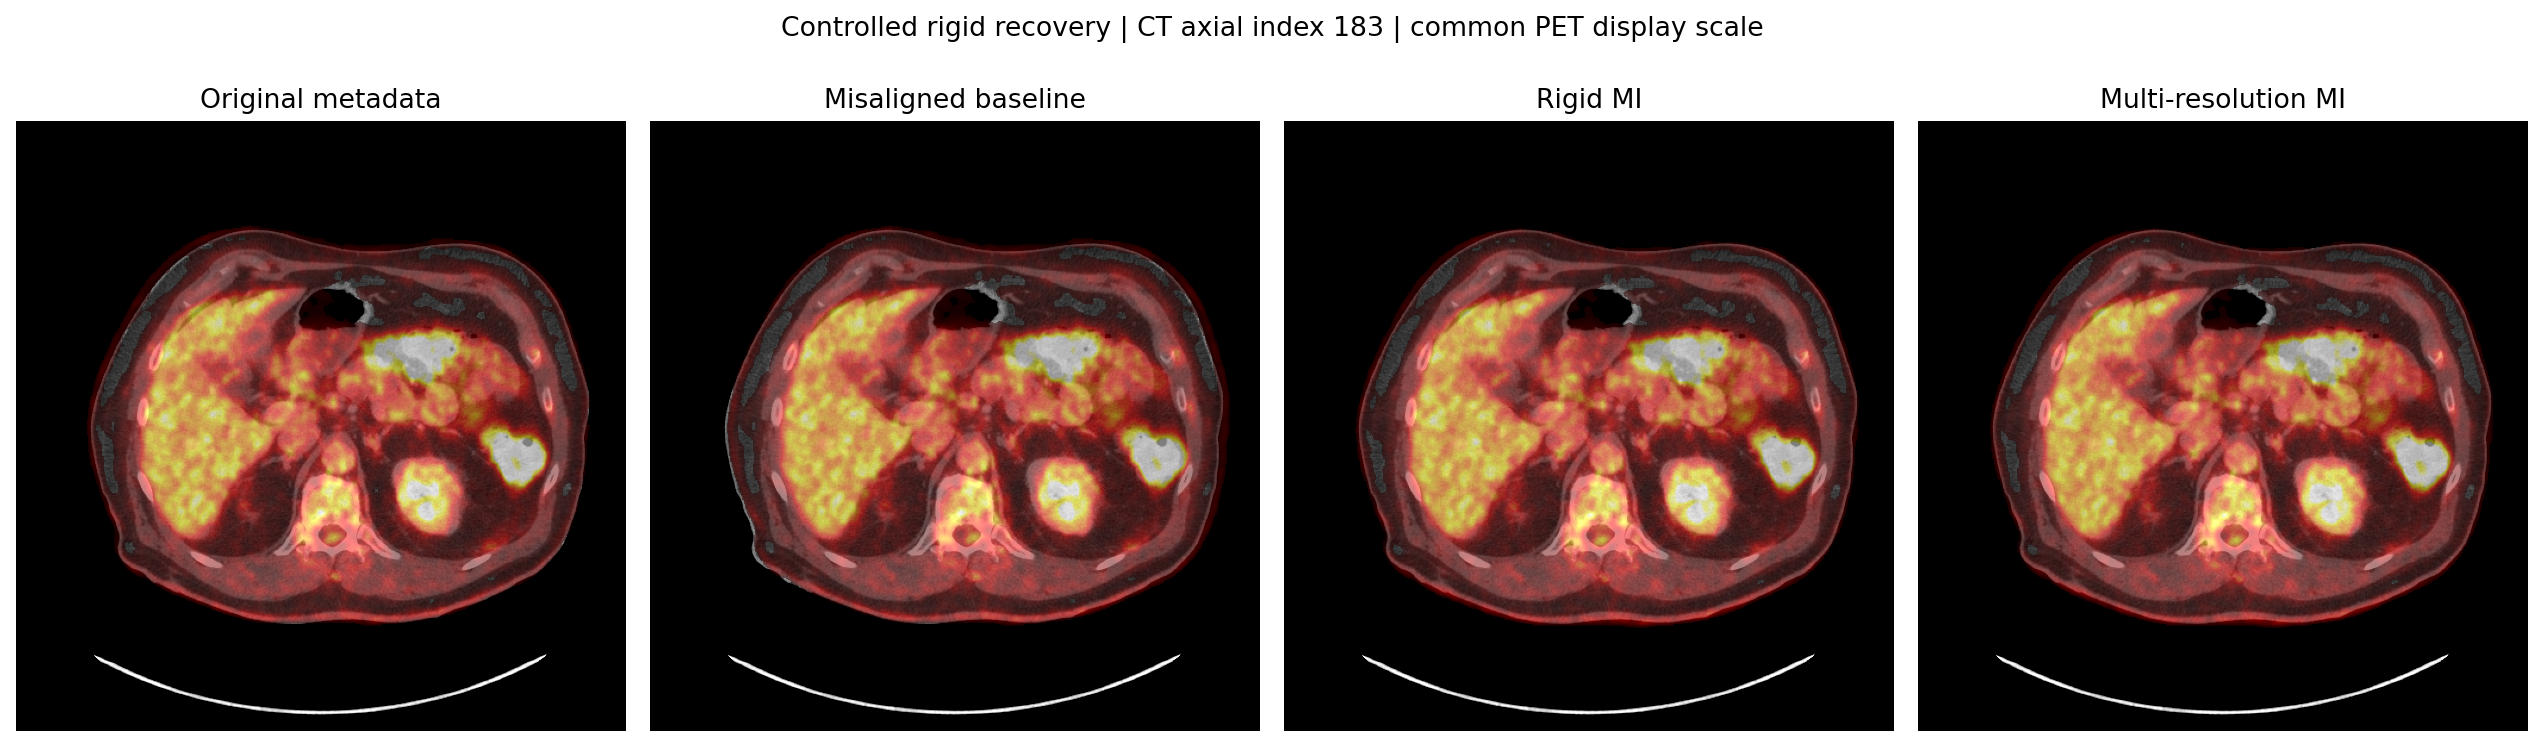 Controlled rigid recovery | CT axial index 183 | common PET display scale
Original metadata
Misaligned baseline
Rigid MI
Multi-resolution MI